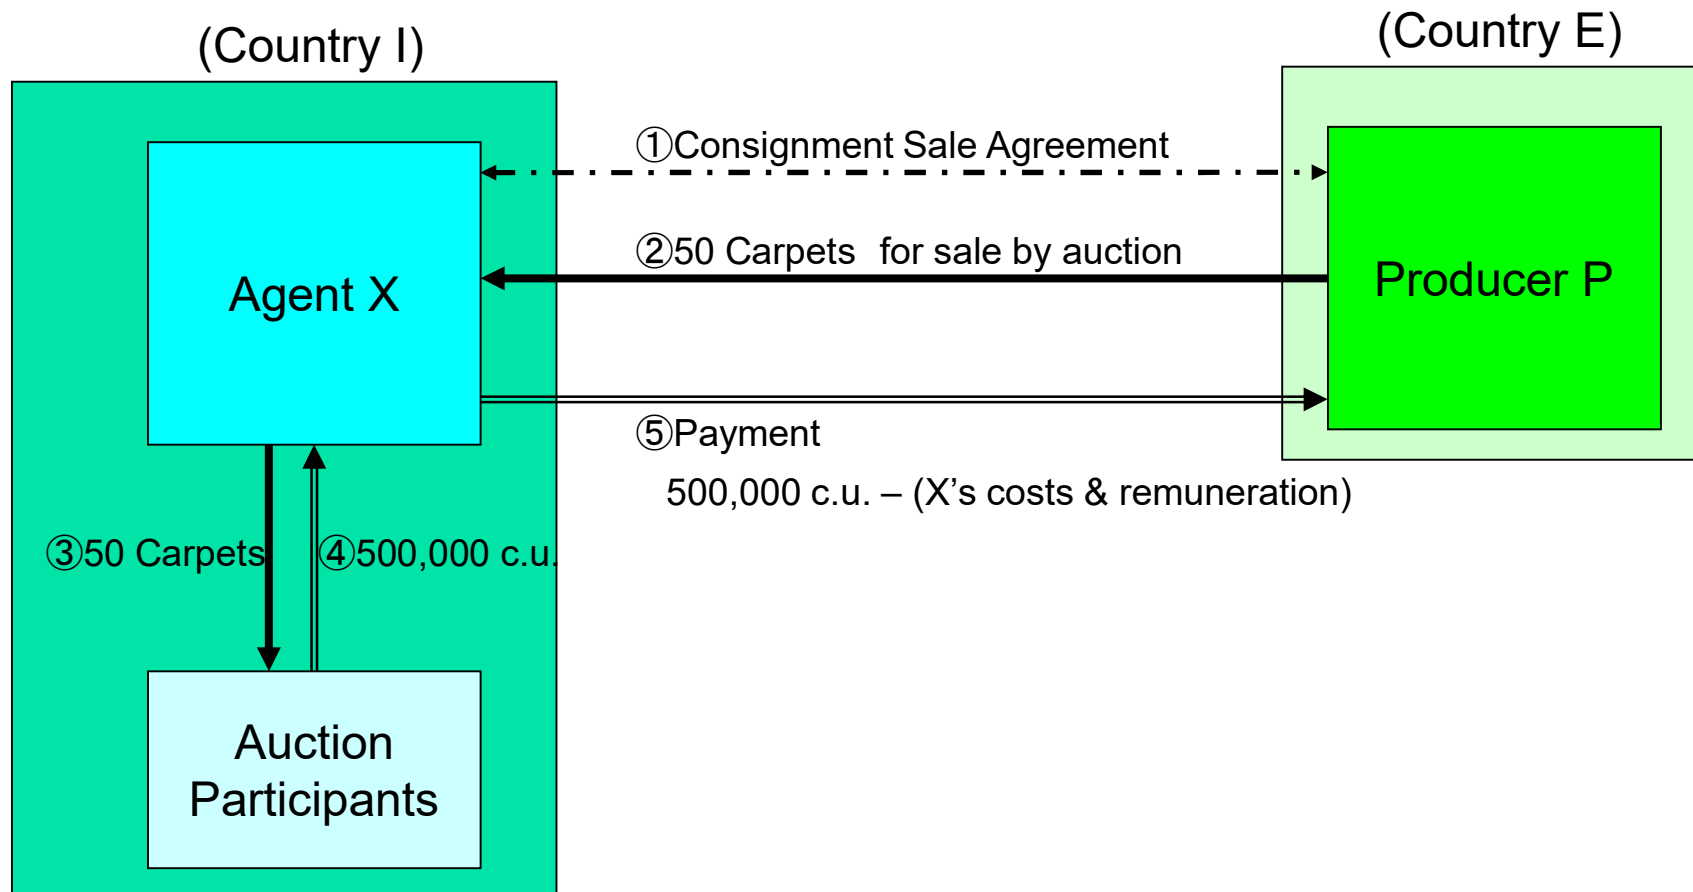 (Country I)
(Country E)
①Consignment Sale Agreement
②50 Carpets for sale by auction
Agent X
Producer P
⑤Payment
500,000 c.u. – (X’s costs & remuneration)
③50 Carpets
④500,000 c.u.
Auction
Participants